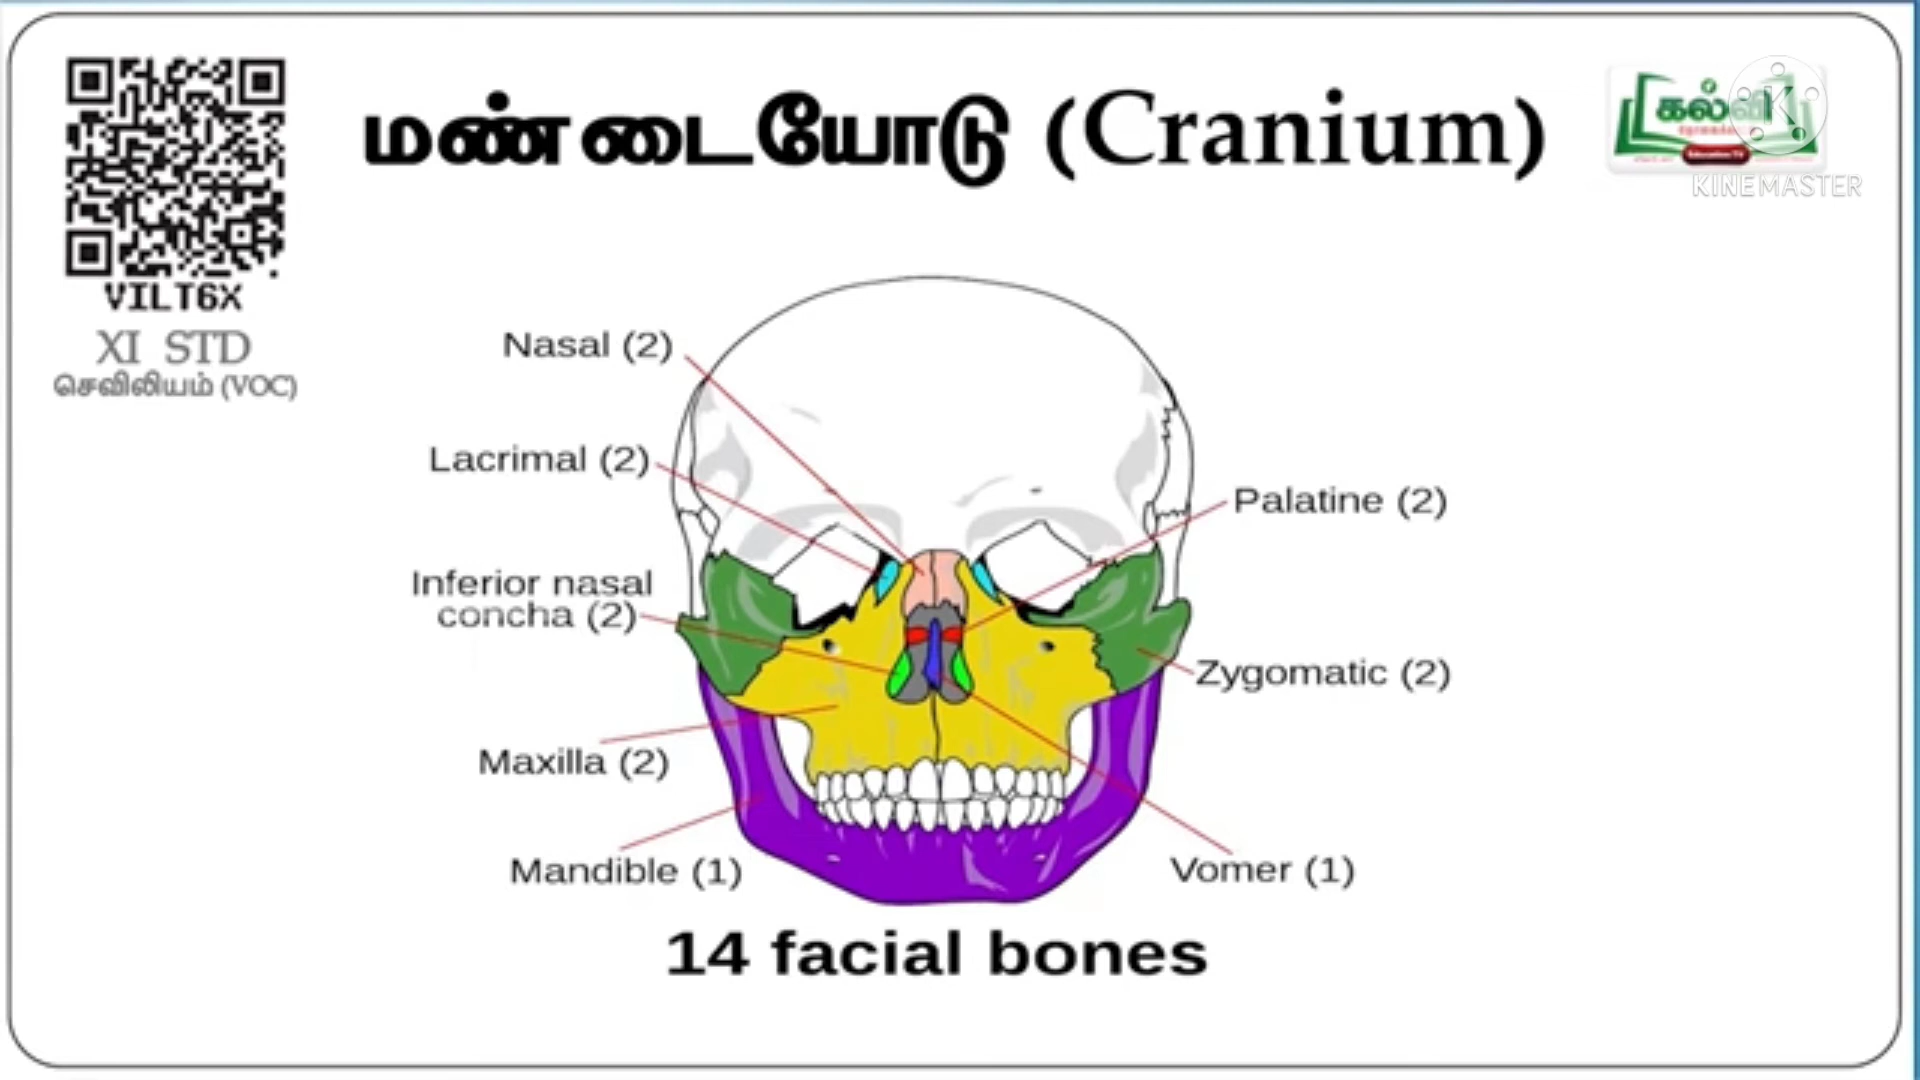 மண்டையோடு (Cranium)
கல்வி
KINEMASTER
VILT6X
XI STD
செவிலியம் (VOC)
Nasal (2)
Lacrimal (2)
Palatine (2)
Inferior nasal
concha (2)
Zygomatic (2)
Maxilla (2)
Mandible (1)
Vomer (1)
14 facial bones